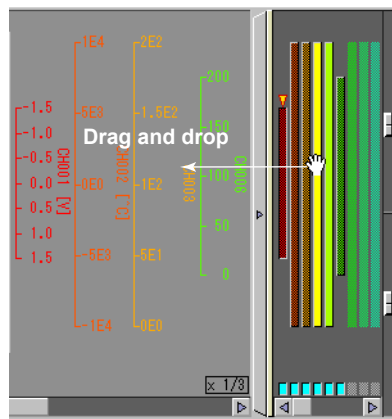 -1.5
-1.0
-0.5
0.0
0.5
1.0
1.5
CH001 [V]
1E4
5E3
0E0
-5E3
-1E4
CH002 [°C]
2E2
1.5E2
1E2
5E1
0E0
CH003
200
150
100
50
0
CH006
Drag and drop
x 1/3